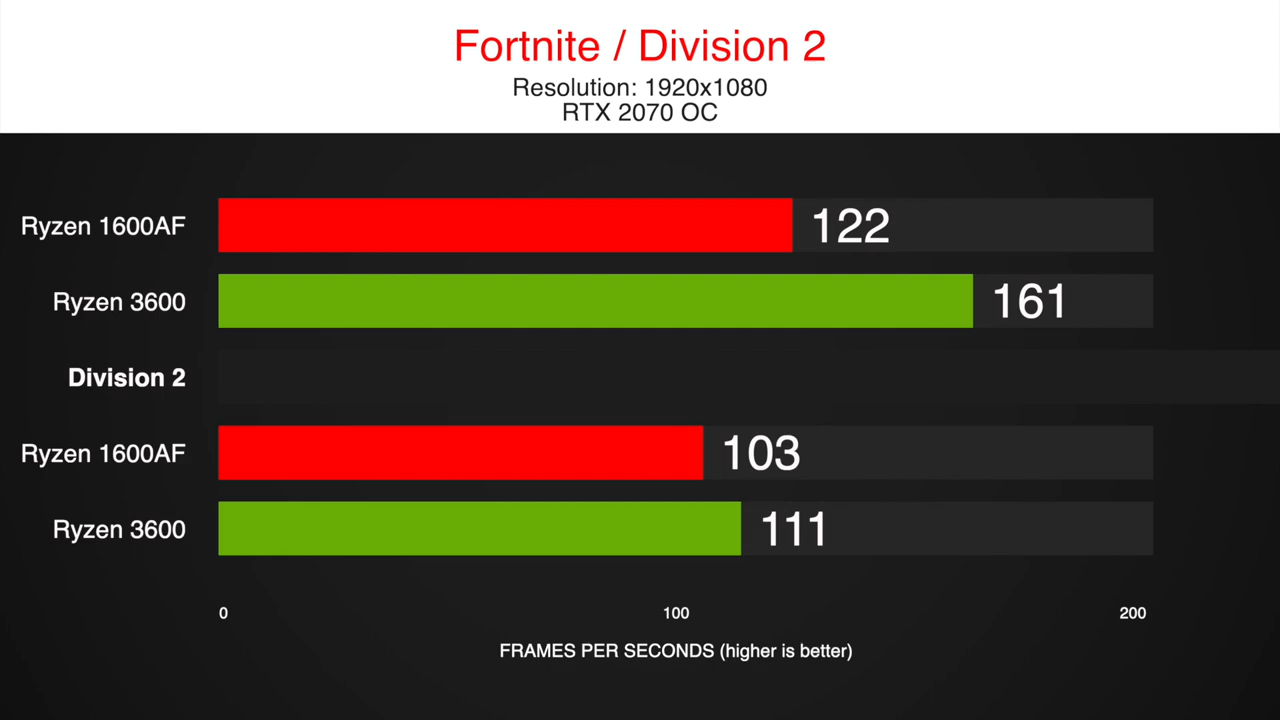 Fortnite / Division 2
Resolution: 1920x1080
RTX 2070 OC
Ryzen 1600AF 122
Ryzen 3600 161
Division 2
Ryzen 1600AF 103
Ryzen 3600 111
0 100 200
FRAMES PER SECONDS (higher is better)